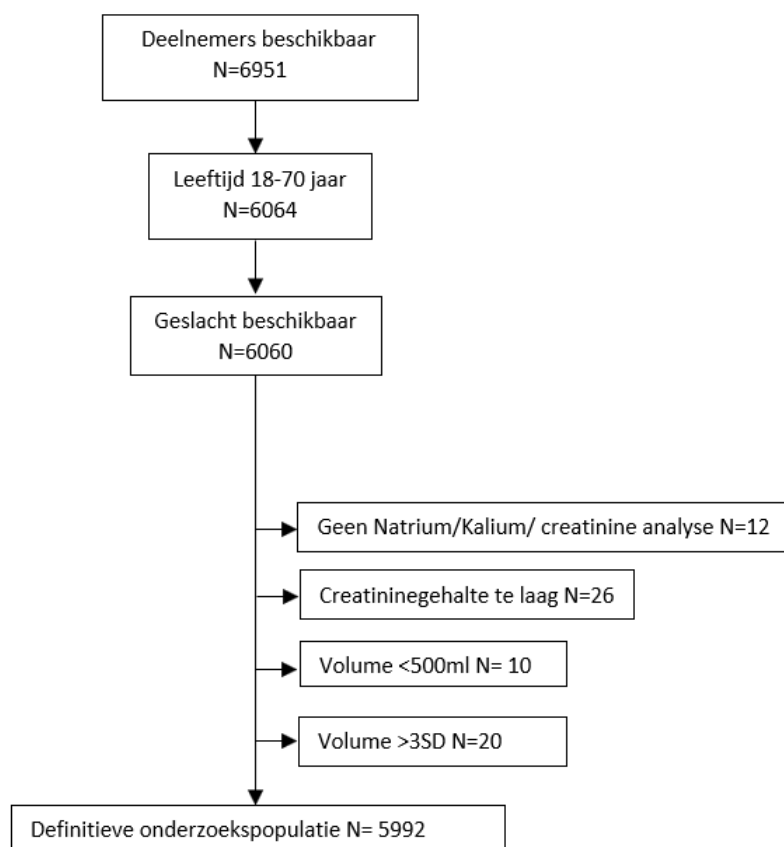 Deelnemers beschikbaar
N=6951
Leeftijd 18-70 jaar
N=6064
Geslacht beschikbaar
N=6060
Geen Natrium/Kalium/ creatinine analyse N=12
Creatininegehalte te laag N=26
Volume <500ml N= 10
Volume >3SD N=20
Definitieve onderzoekspopulatie N= 5992